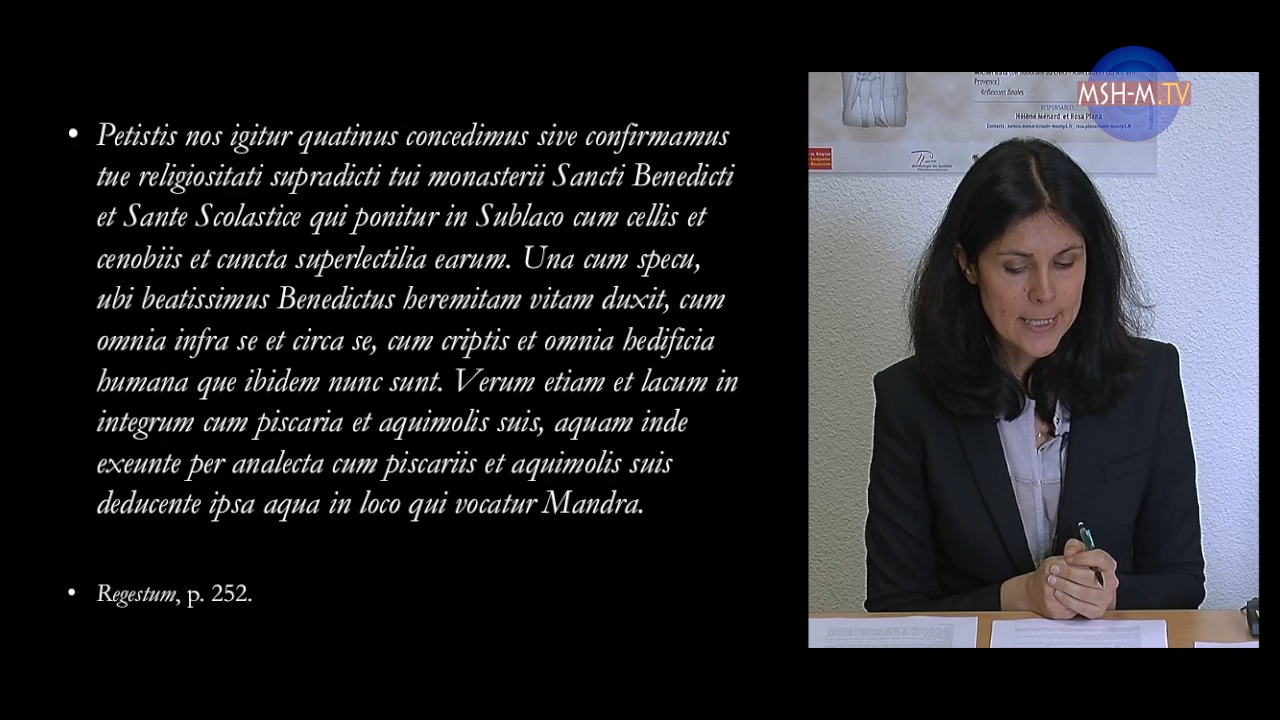 • Petistis nos igitur quatinus concedimus sive confirmamus
tue religiositati supradicti tui monasterii Sancti Benedicti
et Sante Scolastice qui ponitur in Sublaco cum cellis et
cenobiis et cuncta superlectilia earum. Una cum specu,
ubi beatissimus Benedictus heremitam vitam duxit, cum
omnia infra se et circa se, cum criptis et omnia hedificia
humana que ibidem nunc sunt. Verum etiam et lacum in
integrum cum piscaria et aquimolis suis, aquam inde
exeunte per analecta cum piscariis et aquimolis suis
deducente ipsa aqua in loco qui vocatur Mandra.
• Regestum, p. 252.
Provence)
Réflexions finales
MSH-M.TV
RESPONSABLES
Hélène Ménard et Rosa Plana